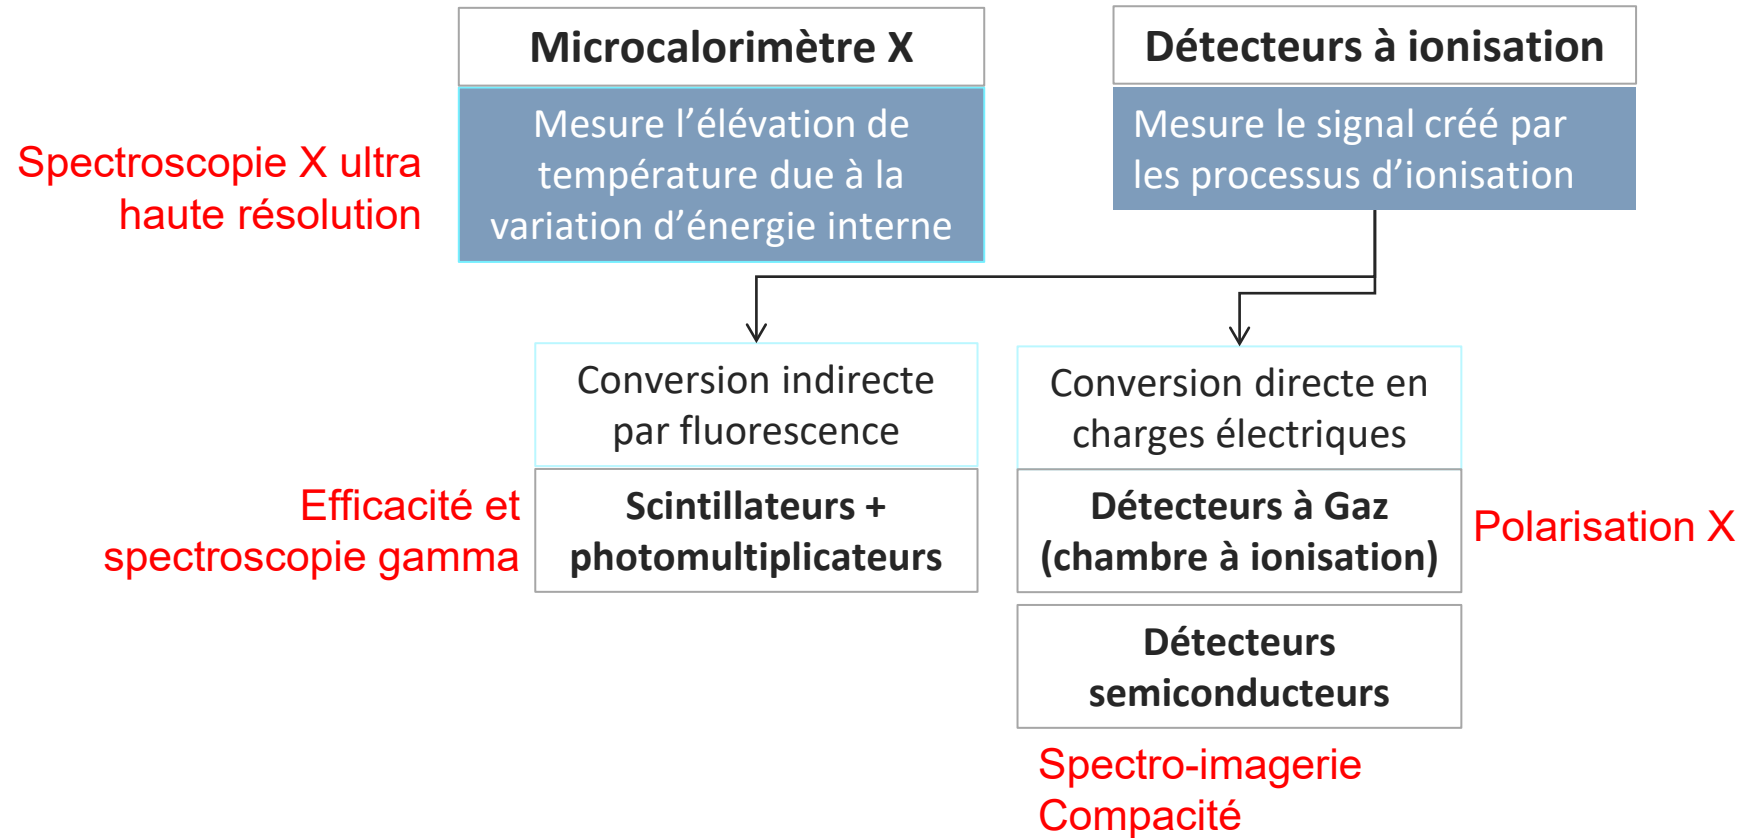 Microcalorimètre X
Détecteurs à ionisation
Spectroscopie X ultra
haute résolution
Mesure l’élévation de
température due à la
variation d’énergie interne
Mesure le signal créé par
les processus d’ionisation
Conversion indirecte
par fluorescence
Conversion directe en
charges électriques
Efficacité et
spectroscopie gamma
Scintillateurs +
photomultiplicateurs
Détecteurs à Gaz
(chambre à ionisation)
Polarisation X
Détecteurs
semiconducteurs
Spectro-imagerie
Compacité